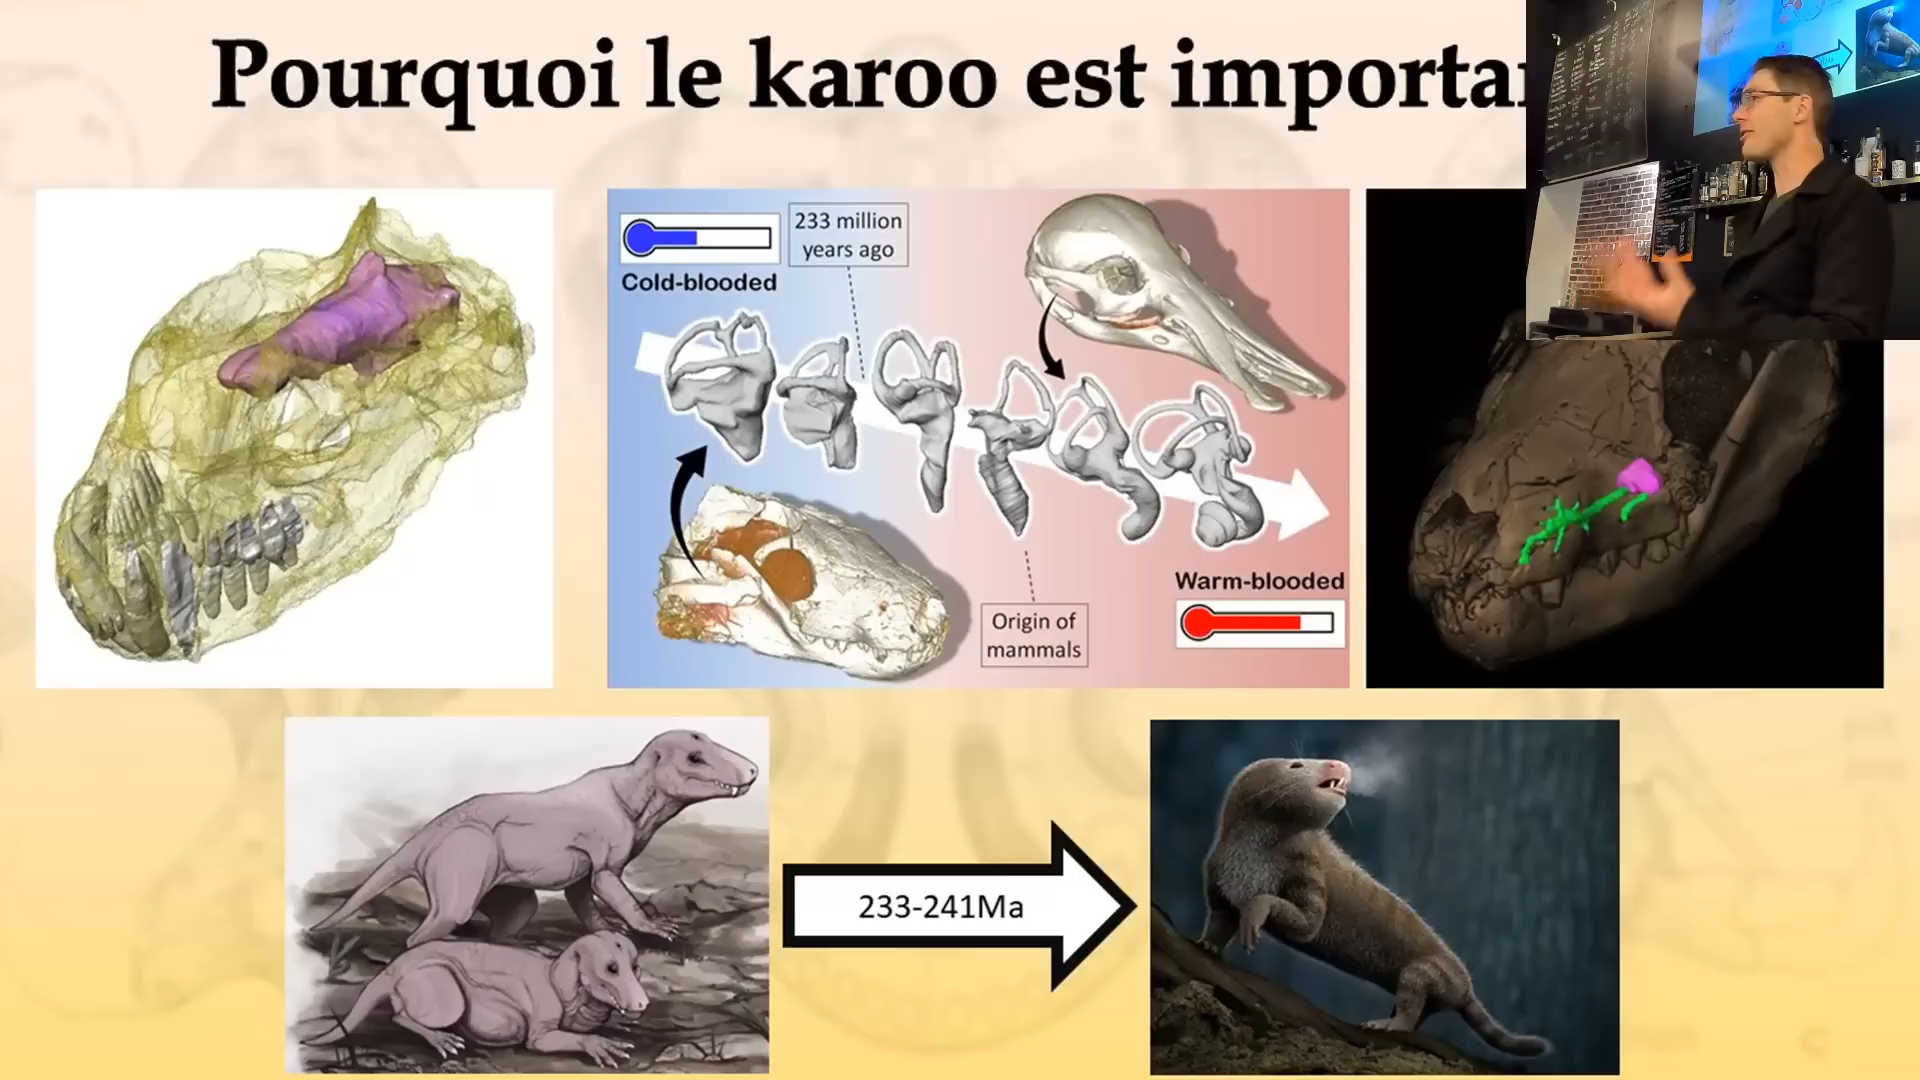 Pourquoi le karoo est importa
233 million
years ago
Cold-blooded
Warm-blooded
Origin of
mammals
233-241Ma